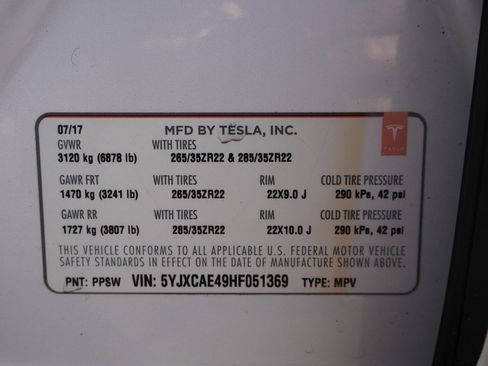 07/17 MFD BY TESLA, INC.
GVWR WITH TIRES
3120 kg (6878 lb) 265/35ZR22 & 285/35ZR22
TESLA
GAWR FRT WITH TIRES RIM COLD TIRE PRESSURE
1470 kg (3241 lb) 265/35ZR22 22X9.0 J 290 kPa, 42 psi
GAWR RR WITH TIRES RIM COLD TIRE PRESSURE
1727 kg (3807 lb) 285/35ZR22 22X10.0 J 290 kPa, 42 psi
THIS VEHICLE CONFORMS TO ALL APPLICABLE U.S. FEDERAL MOTOR VEHICLE
SAFETY STANDARDS IN EFFECT ON THE DATE OF MANUFACTURE SHOWN ABOVE.
PNT: PPSW VIN: 5YJXCAE49HF051369 TYPE: MPV